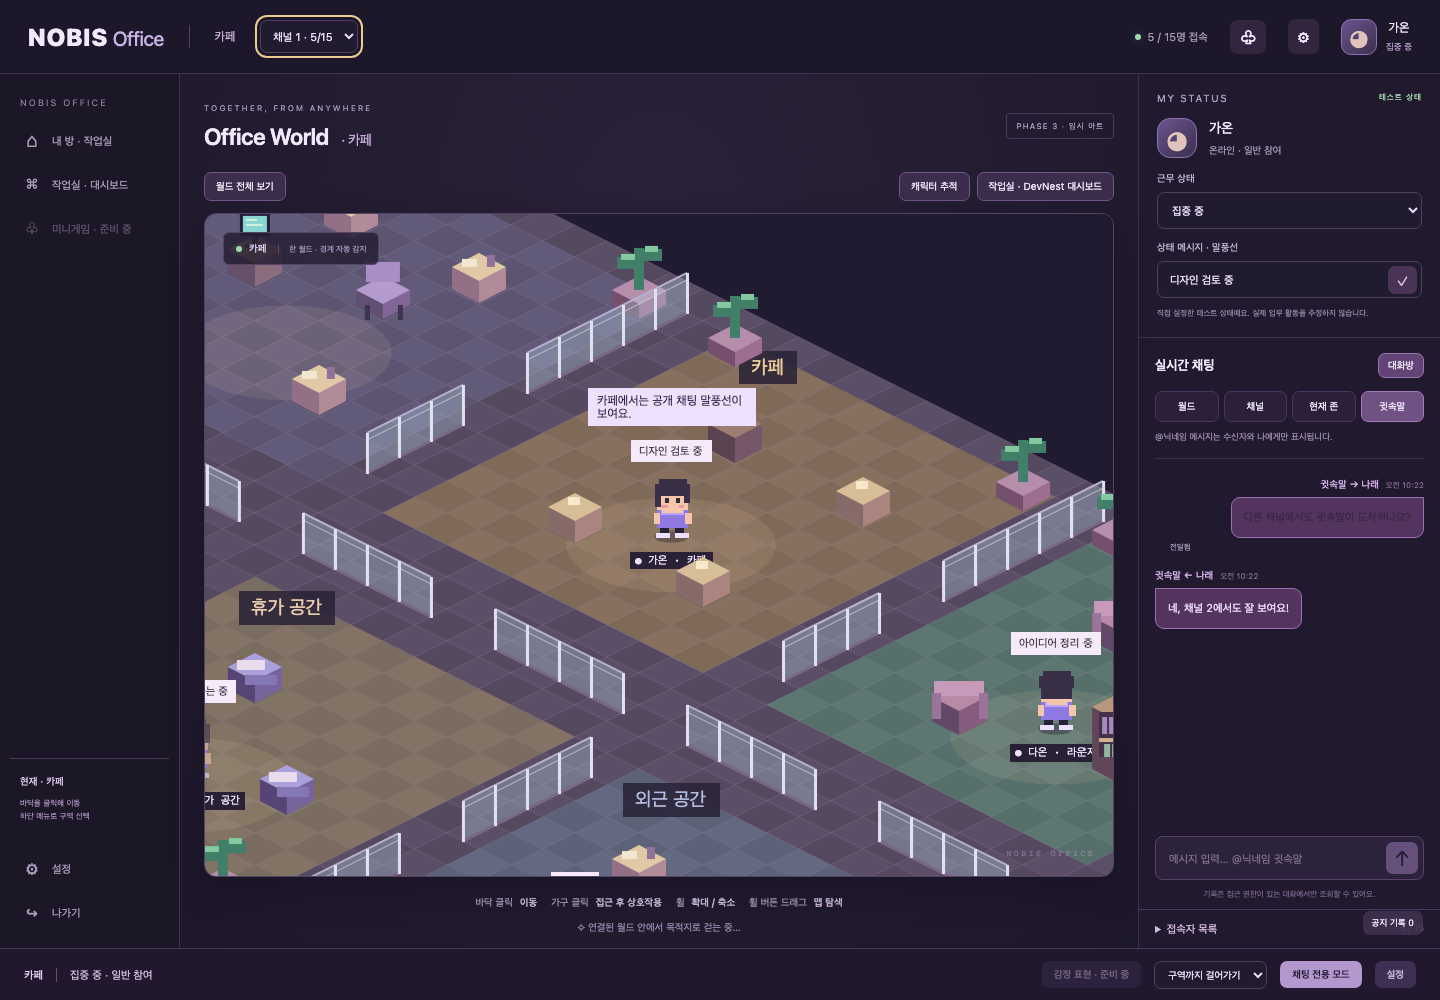 NOBIS Office
카페
채널 1 · 5/15
5 / 15명 접속
가온
집중 중
NOBIS OFFICE
내 방 · 작업실
작업실 · 대시보드
미니게임 · 준비 중
현재 · 카페
바닥을 클릭해 이동
하단 메뉴로 구역 선택
설정
나가기
TOGETHER, FROM ANYWHERE
Office World · 카페
PHASE 3 · 임시 아트
월드 전체 보기
캐릭터 추적
작업실 · DevNest 대시보드
카페
한 월드 · 경계 자동 감지
카페
카페에서는 공개 채팅 말풍선이
보여요.
디자인 검토 중
가온 · 카페
휴가 공간
는 중
가 공간
아이디어 정리 중
다온 · 라운지
외근 공간
NOBIS OFFICE
바닥 클릭 이동 가구 클릭 접근 후 상호작용 휠 확대 / 축소 휠 버튼 드래그 맵 탐색
연결된 월드 안에서 목적지로 걷는 중...
MY STATUS
테스트 상태
가온
온라인 · 일반 참여
근무 상태
집중 중
상태 메시지 · 말풍선
디자인 검토 중
직접 설정한 테스트 상태예요. 실제 업무 활동을 추정하지 않습니다.
실시간 채팅
대화방
월드
채널
현재 존
귓속말
@닉네임 메시지는 수신자와 나에게만 표시됩니다.
귓속말 → 나래 오전 10:22
다른 채널에서도 귓속말이 도착하나요?
전달됨
귓속말 ← 나래 오전 10:22
네, 채널 2에서도 잘 보여요!
메시지 입력... @닉네임 귓속말
기록은 접근 권한이 있는 대화에서만 조회할 수 있어요.
접속자 목록
공지 기록 0
카페
집중 중 · 일반 참여
감정 표현 · 준비 중
구역까지 걸어가기
채팅 전용 모드
설정